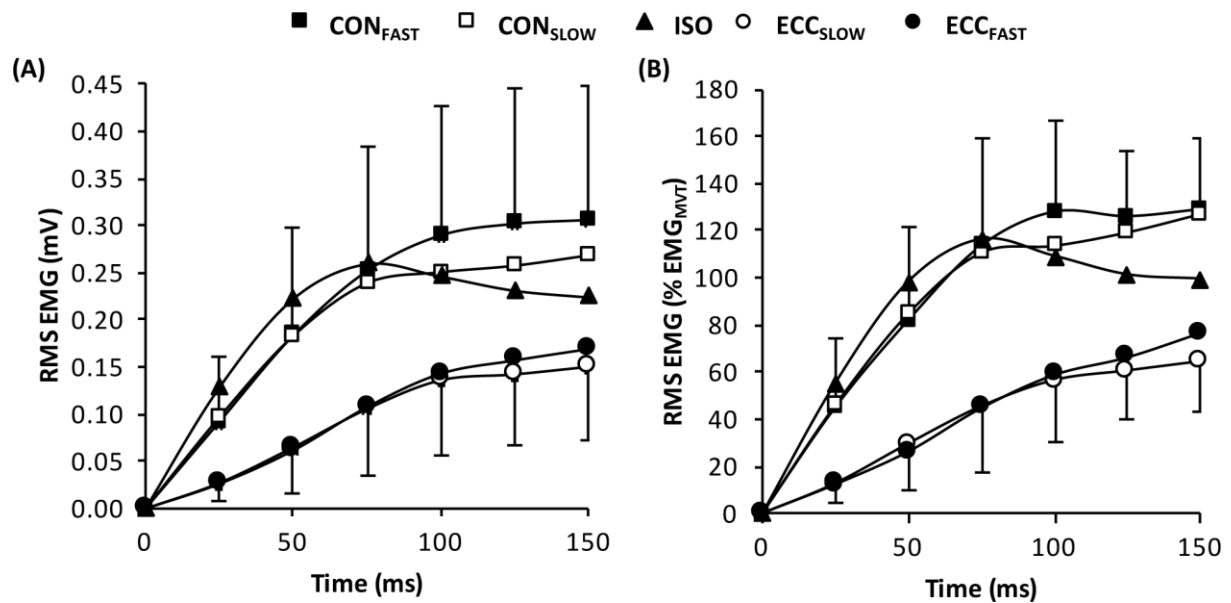 CONFAST CONSLOW ISO ECCSLOW ECCFAST
(A)
RMS EMG (mV)
0.45
0.40
0.35
0.30
0.25
0.20
0.15
0.10
0.05
0.00
0 50 100 150
Time (ms)
(B)
RMS EMG (% EMGMVT)
180
160
140
120
100
80
60
40
20
0
0 50 100 150
Time (ms)